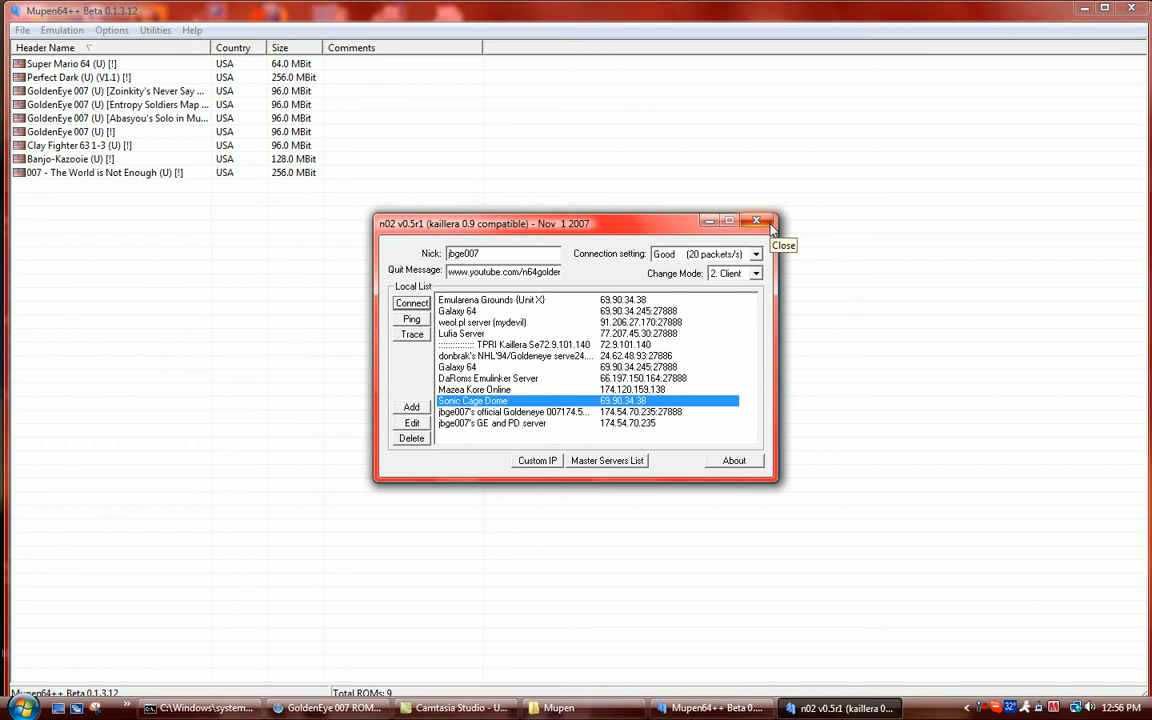 Mupen64++ Beta 0.1.3.12
File Emulation Options Utilities Help
Header Name Country Size Comments
Super Mario 64 (U) [!] USA 64.0 MBit
Perfect Dark (U) (V1.1) [!] USA 256.0 MBit
GoldenEye 007 (U) [Zoinkity's Never Say ... USA 96.0 MBit
GoldenEye 007 (U) [Entropy Soldiers Map ... USA 96.0 MBit
GoldenEye 007 (U) [Abasyou's Solo in Mu... USA 96.0 MBit
GoldenEye 007 (U) [!] USA 96.0 MBit
Clay Fighter 63 1-3 (U) [!] USA 96.0 MBit
Banjo-Kazooie (U) [!] USA 128.0 MBit
007 - The World is Not Enough (U) [!] USA 256.0 MBit
n02 v0.5r1 (kaillera 0.9 compatible) - Nov 1 2007
Close
Nick: jbge007 Connection setting: Good (20 packets/s)
Quit Message: www.youtube.com/n64golder Change Mode: 2. Client
Local List
Connect Emularena Grounds {Unit X} 69.90.34.38
Galaxy 64 69.90.34.245:27888
Ping weol.pl server (mydevil) 91.206.27.170:27888
Trace Lufia Server 77.207.45.30:27888
::::::::::::::: TPRI Kaillera Se72.9.101.140 72.9.101.140
donbrak's NHL'94/Goldeneye serve24.... 24.62.48.93:27886
Galaxy 64 69.90.34.245:27888
DaRoms Emulinker Server 66.197.150.164:27888
Mazea Kore Online 174.120.159.138
Sonic Cage Dome 69.90.34.38
Add jbge007's official Goldeneye 007174.5... 174.54.70.235:27888
Edit jbge007's GE and PD server 174.54.70.235
Delete
Custom IP Master Servers List About
Mupen64++ Beta 0.1.3.12 Total ROMs: 9
C:\Windows\system... GoldenEye 007 ROM... Camtasia Studio - U... Mupen Mupen64++ Beta 0.... n02 v0.5r1 (kaillera 0... 32° 12:56 PM